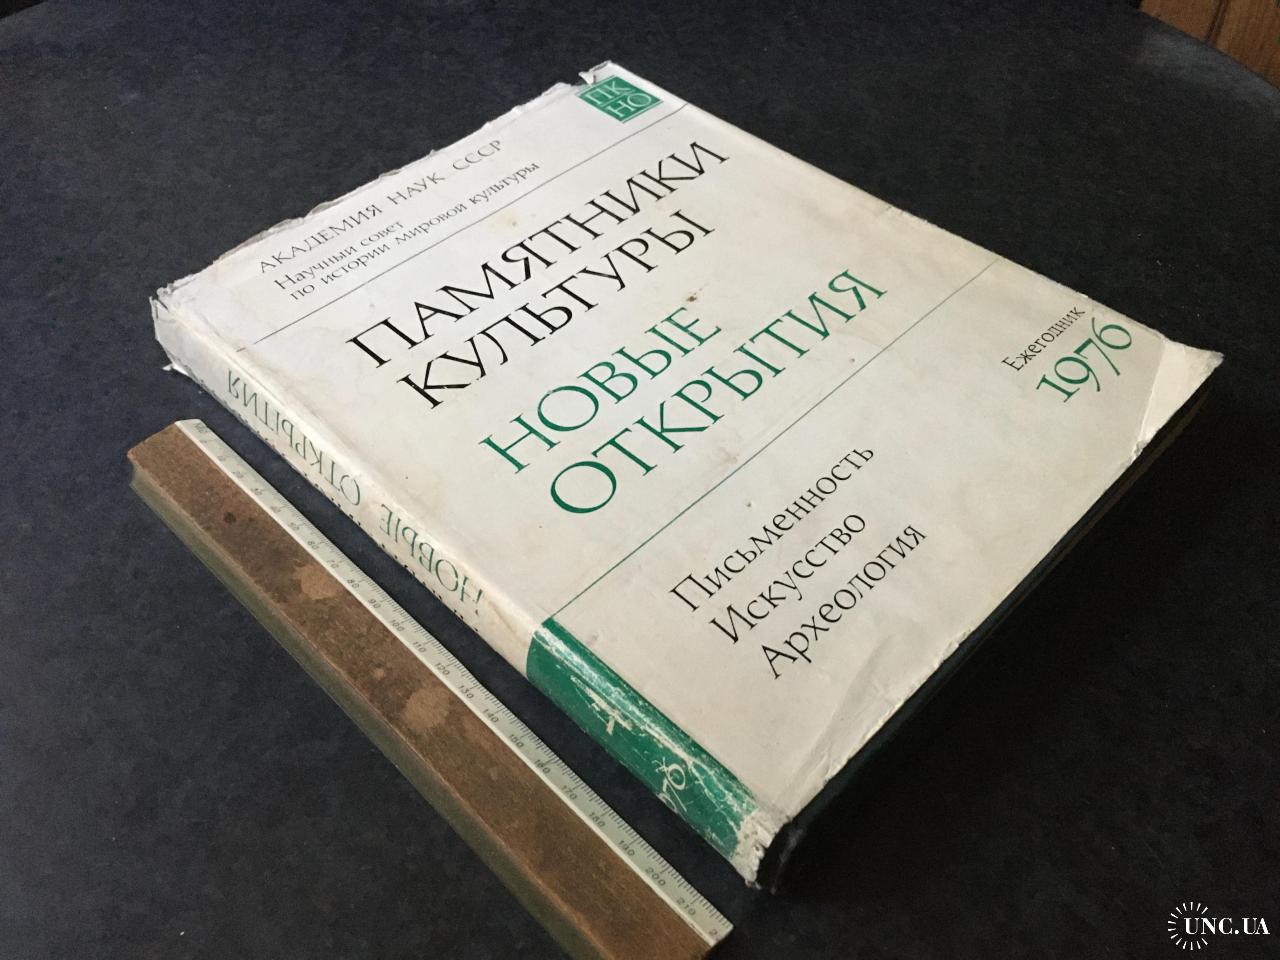 ПК
НО
АКАДЕМИЯ НАУК СССР
Научный совет
по истории мировой культуры
ПАМЯТНИКИ
КУЛЬТУРЫ
НОВЫЕ
ОТКРЫТИЯ
Ежегодник
1976
Письменность
Искусство
Археология
НОВЫЕ ОТКРЫТИЯ
UNC.UA